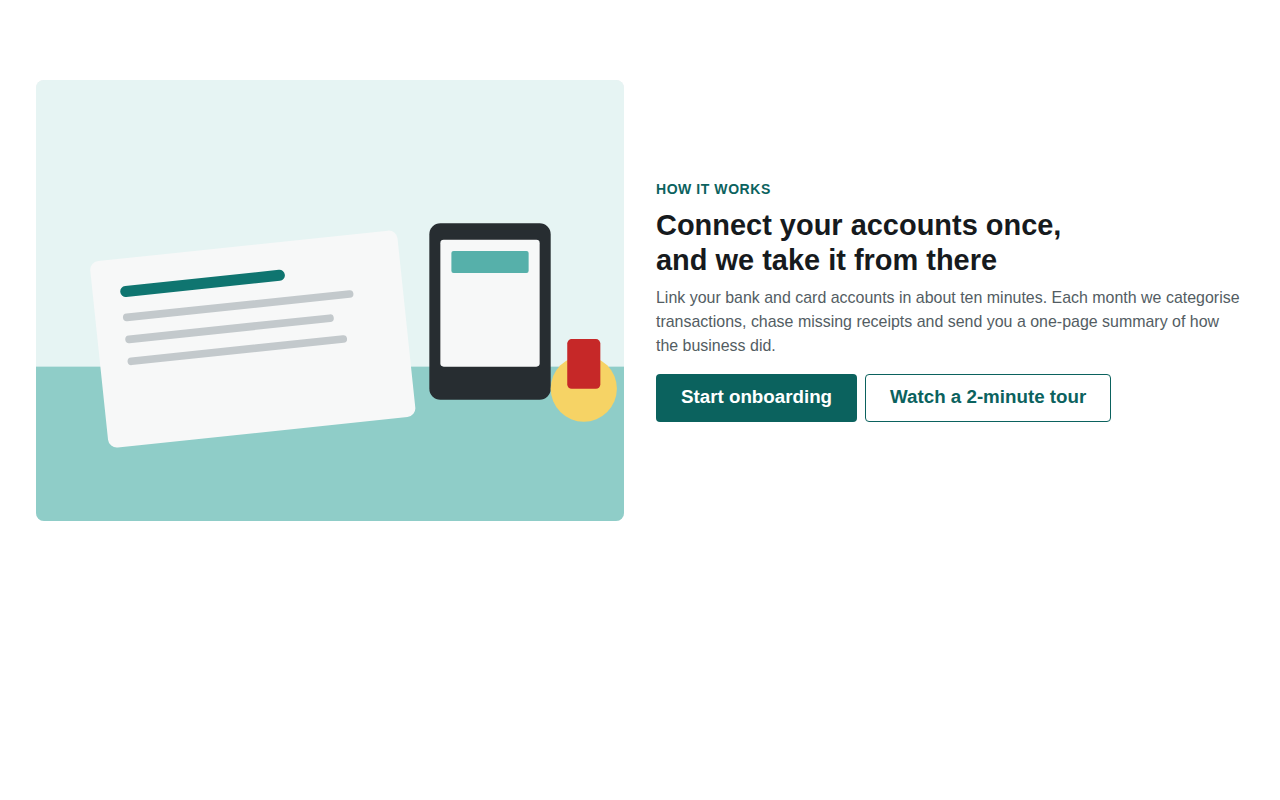 HOW IT WORKS
Connect your accounts once,
and we take it from there
Link your bank and card accounts in about ten minutes. Each month we categorise
transactions, chase missing receipts and send you a one-page summary of how
the business did.
Start onboarding
Watch a 2-minute tour